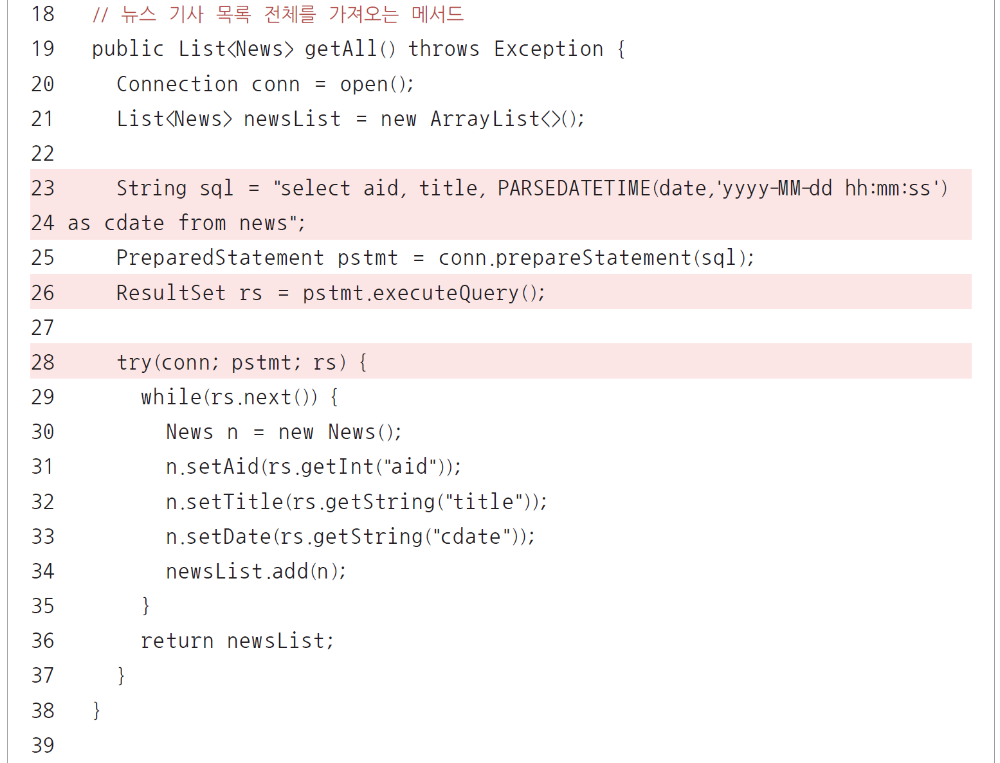 18   // 뉴스 기사 목록 전체를 가져오는 메서드
19   public List<News> getAll() throws Exception {
20     Connection conn = open();
21     List<News> newsList = new ArrayList<>();
22
23     String sql = "select aid, title, PARSEDATETIME(date,'yyyy-MM-dd hh:mm:ss')
24 as cdate from news";
25     PreparedStatement pstmt = conn.prepareStatement(sql);
26     ResultSet rs = pstmt.executeQuery();
27
28     try(conn; pstmt; rs) {
29       while(rs.next()) {
30         News n = new News();
31         n.setAid(rs.getInt("aid"));
32         n.setTitle(rs.getString("title"));
33         n.setDate(rs.getString("cdate"));
34         newsList.add(n);
35       }
36       return newsList;
37     }
38   }
39